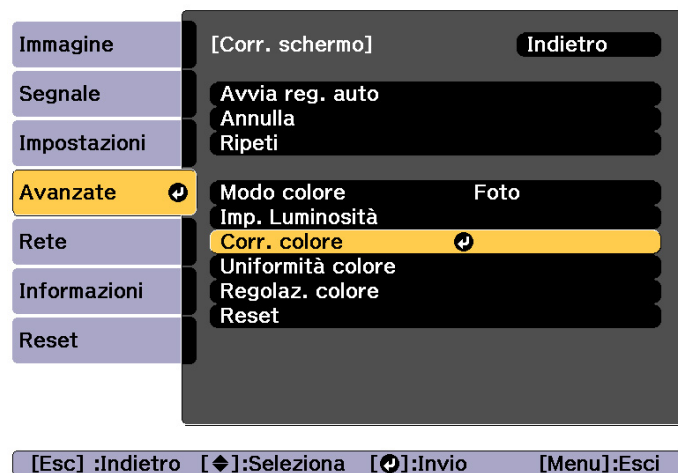 Immagine
Segnale
Impostazioni
Avanzate
Rete
Informazioni
Reset
[Corr. schermo] Indietro
Avvia reg. auto
Annulla
Ripeti
Modo colore Foto
Imp. Luminosità
Corr. colore
Uniformità colore
Regolaz. colore
Reset
[Esc] :Indietro [◆]:Seleziona [↵]:Invio [Menu]:Esci